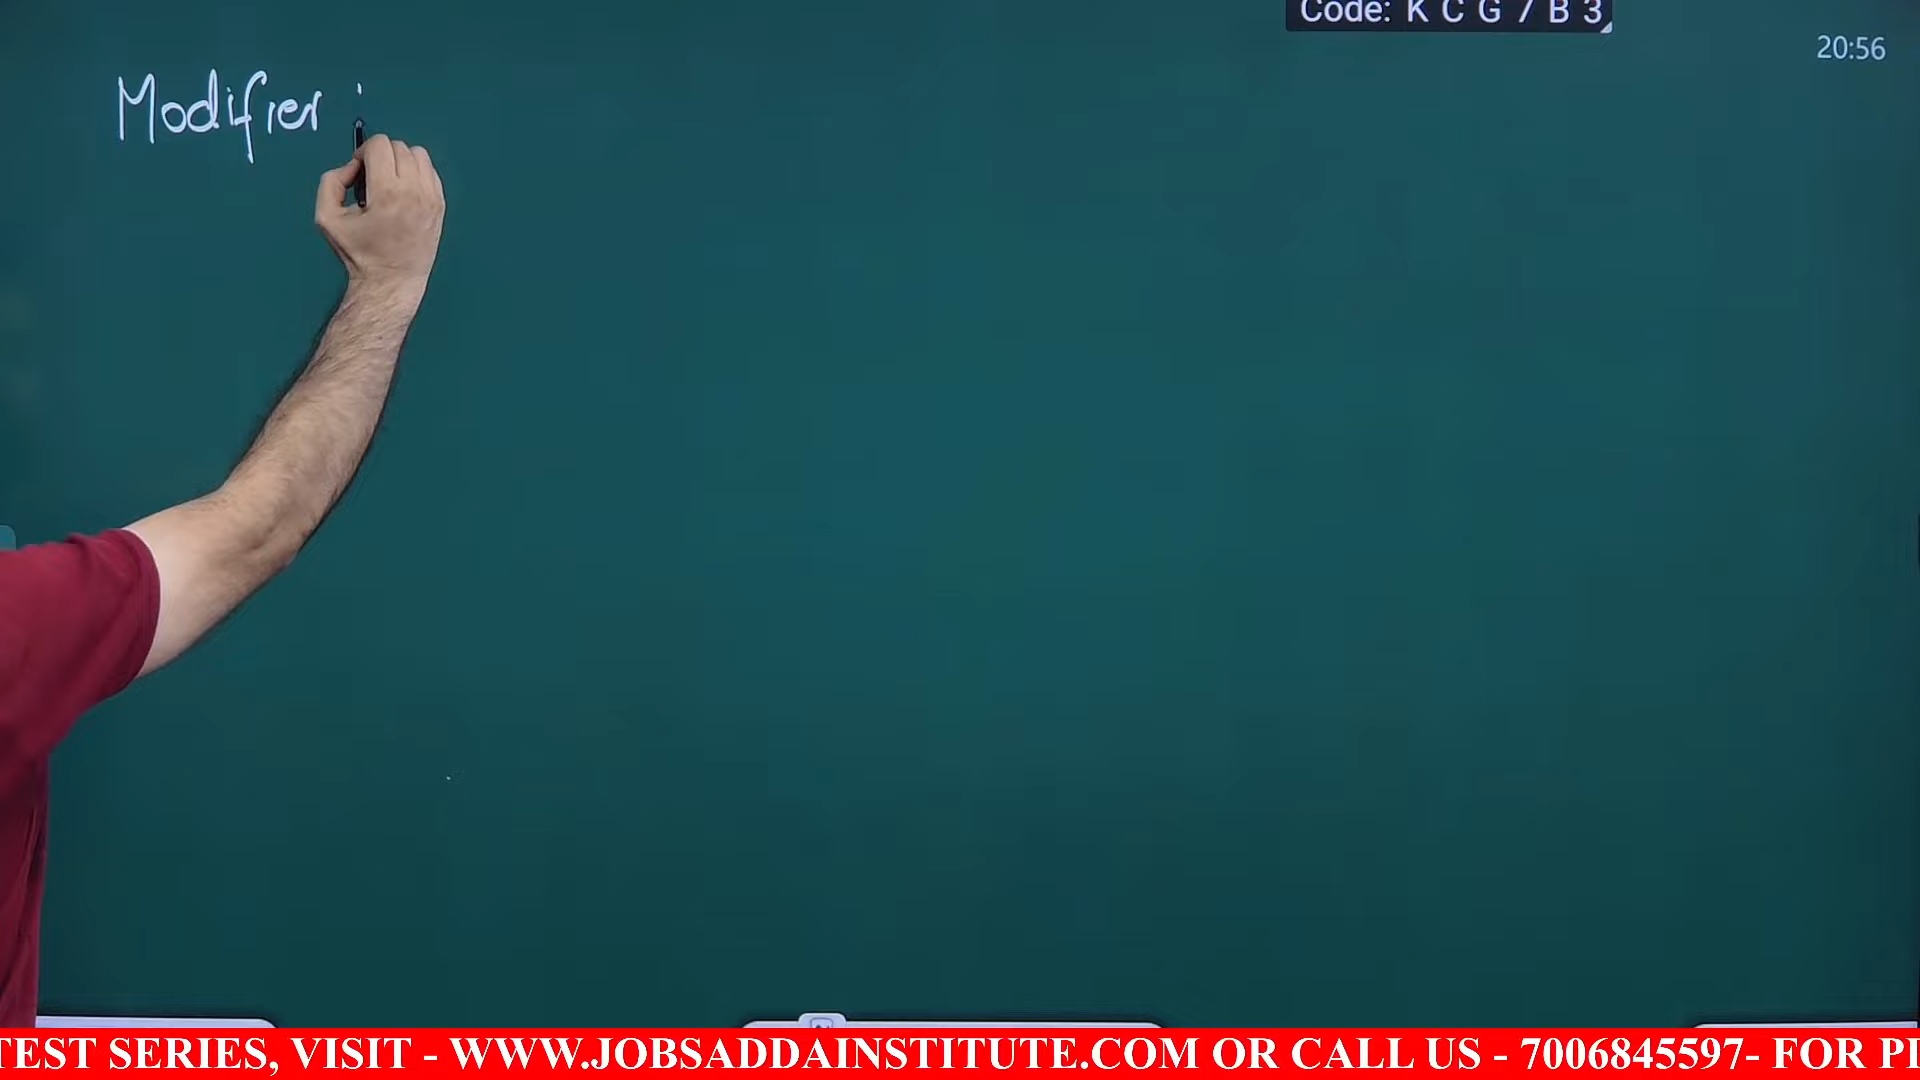 Code: K C G 7 B 3
20:56
Modifier :
TEST SERIES, VISIT - WWW.JOBSADDAINSTITUTE.COM OR CALL US - 7006845597- FOR